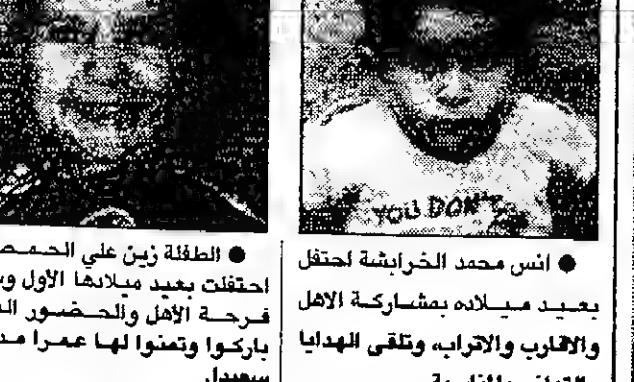 YOU DON'T
● انس محمد الخرابشة احتفل
بعيد ميلاده بمشاركة الاهل
والاقارب والاتراب، وتلقى الهدايا
● الطفلة زين علي الحمص
احتفلت بعيد ميلادها الأول وس
فرحة الأهل والحضور ال
باركوا وتمنوا لها عمرا مد
سعيدا.